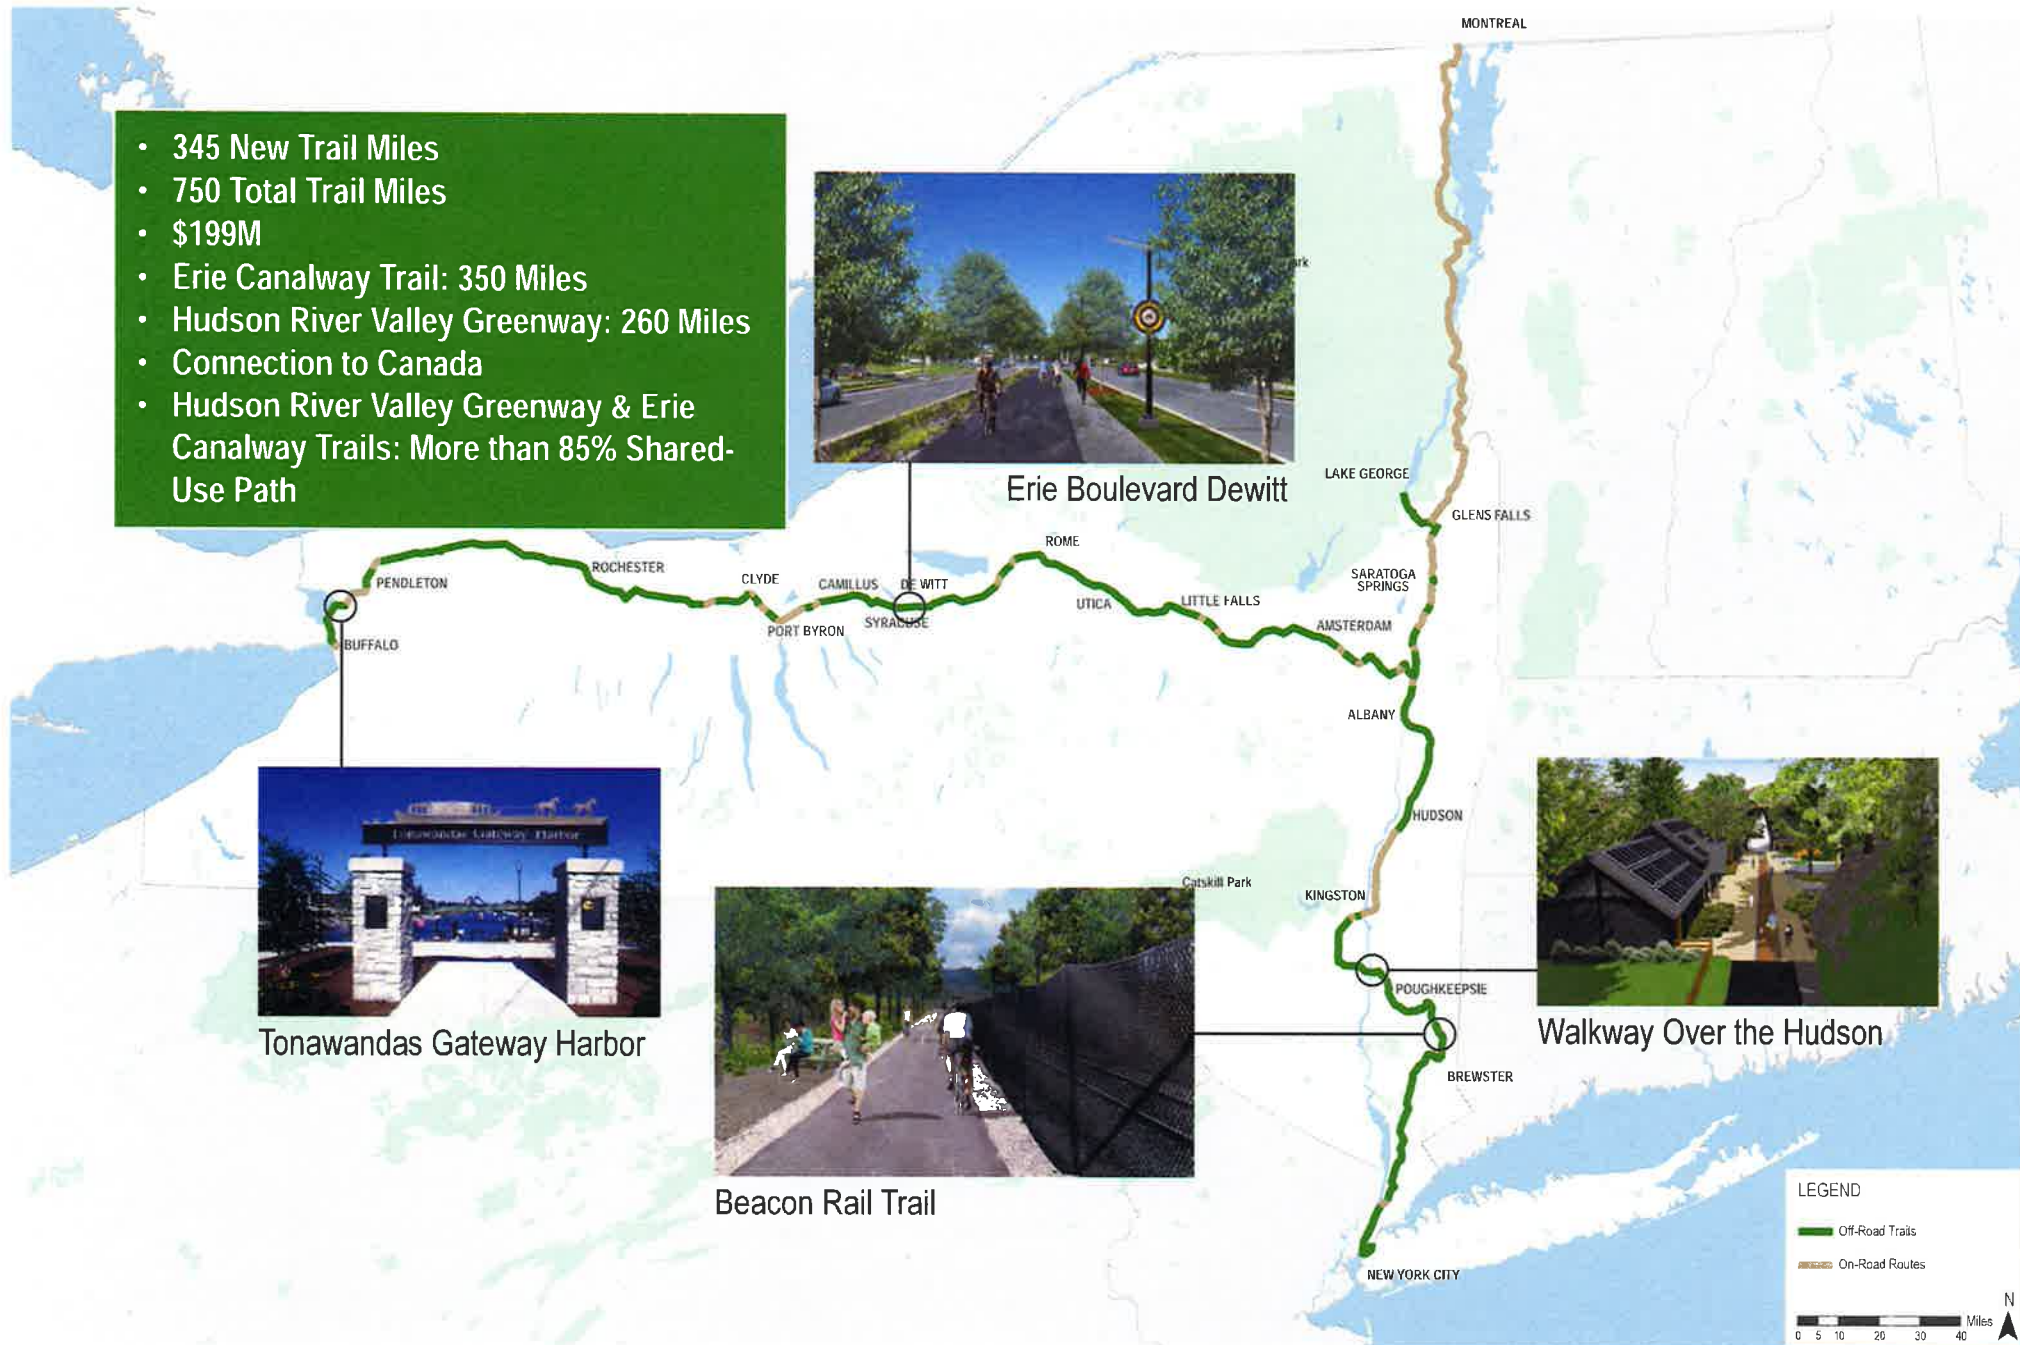 MONTREAL
• 345 New Trail Miles
• 750 Total Trail Miles
• $199M
• Erie Canalway Trail: 350 Miles
• Hudson River Valley Greenway: 260 Miles
• Connection to Canada
• Hudson River Valley Greenway & Erie
Canalway Trails: More than 85% Shared-
Use Path
Erie Boulevard Dewitt
LAKE GEORGE
GLENS FALLS
ROME
ROCHESTER
PENDLETON
CLYDE
CAMILLUS
DE WITT
SARATOGA
SPRINGS
UTICA
LITTLE FALLS
PORT BYRON
SYRACUSE
AMSTERDAM
BUFFALO
ALBANY
HUDSON
Tonawandas Gateway Harbor
Catskill Park
KINGSTON
POUGHKEEPSIE
Tonawandas Gateway Harbor
Walkway Over the Hudson
BREWSTER
Beacon Rail Trail
NEW YORK CITY
LEGEND
Off-Road Trails
On-Road Routes
N
Miles
0 5 10 20 30 40